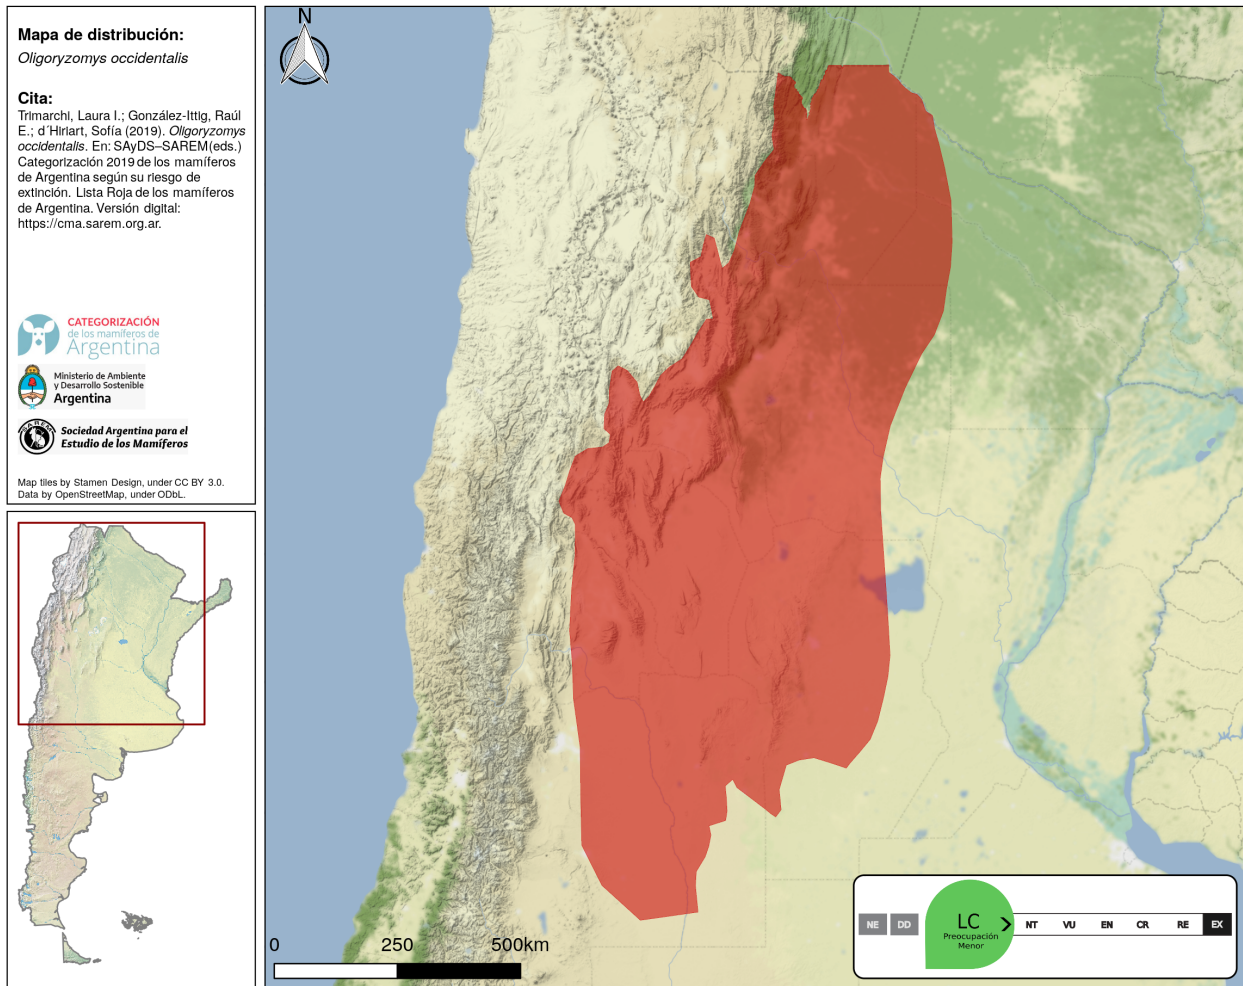 Mapa de distribución:
Oligoryzomys occidentalis
Cita:
Trimarchi, Laura I.; González-Ittig, Raúl
E.; d´Hiriart, Sofía (2019). Oligoryzomys
occidentalis. En: SAyDS–SAREM(eds.)
Categorización 2019 de los mamíferos
de Argentina según su riesgo de
extinción. Lista Roja de los mamíferos
de Argentina. Versión digital:
https://cma.sarem.org.ar.
CATEGORIZACIÓN
de los mamíferos de
Argentina
Ministerio de Ambiente
y Desarrollo Sostenible
Argentina
SAREM
Sociedad Argentina para el
Estudio de los Mamíferos
Map tiles by Stamen Design, under CC BY 3.0.
Data by OpenStreetMap, under ODbL.
N
0 250 500km
NE DD LC NT VU EN CR RE EX
Preocupación
Menor